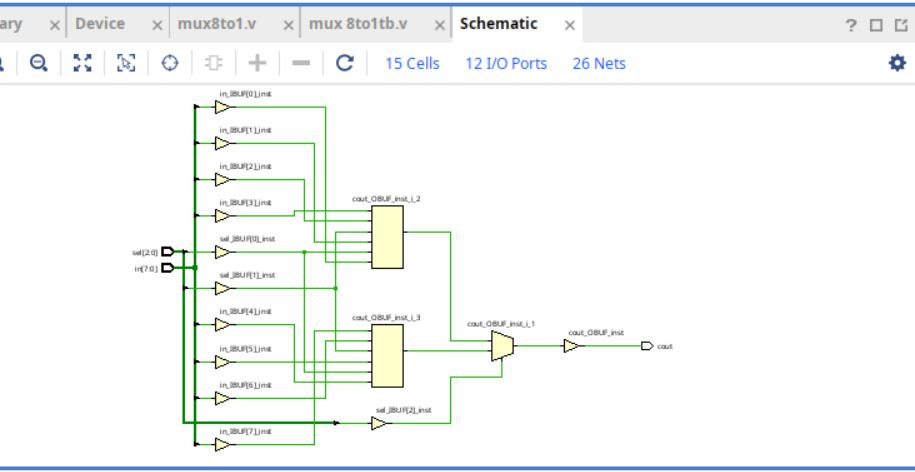 ary Device mux8to1.v mux 8to1tb.v Schematic
15 Cells 12 I/O Ports 26 Nets
in_IBUF[0]_inst
in_IBUF[1]_inst
in_IBUF[2]_inst
in_IBUF[3]_inst
cout_OBUF_inst_i_2
sel_IBUF[0]_inst
sel[2:0]
in[7:0]
sel_IBUF[1]_inst
in_IBUF[4]_inst
cout_OBUF_inst_i_3
cout_OBUF_inst_i_1
cout_OBUF_inst
cout
in_IBUF[5]_inst
in_IBUF[6]_inst
sel_IBUF[2]_inst
in_IBUF[7]_inst